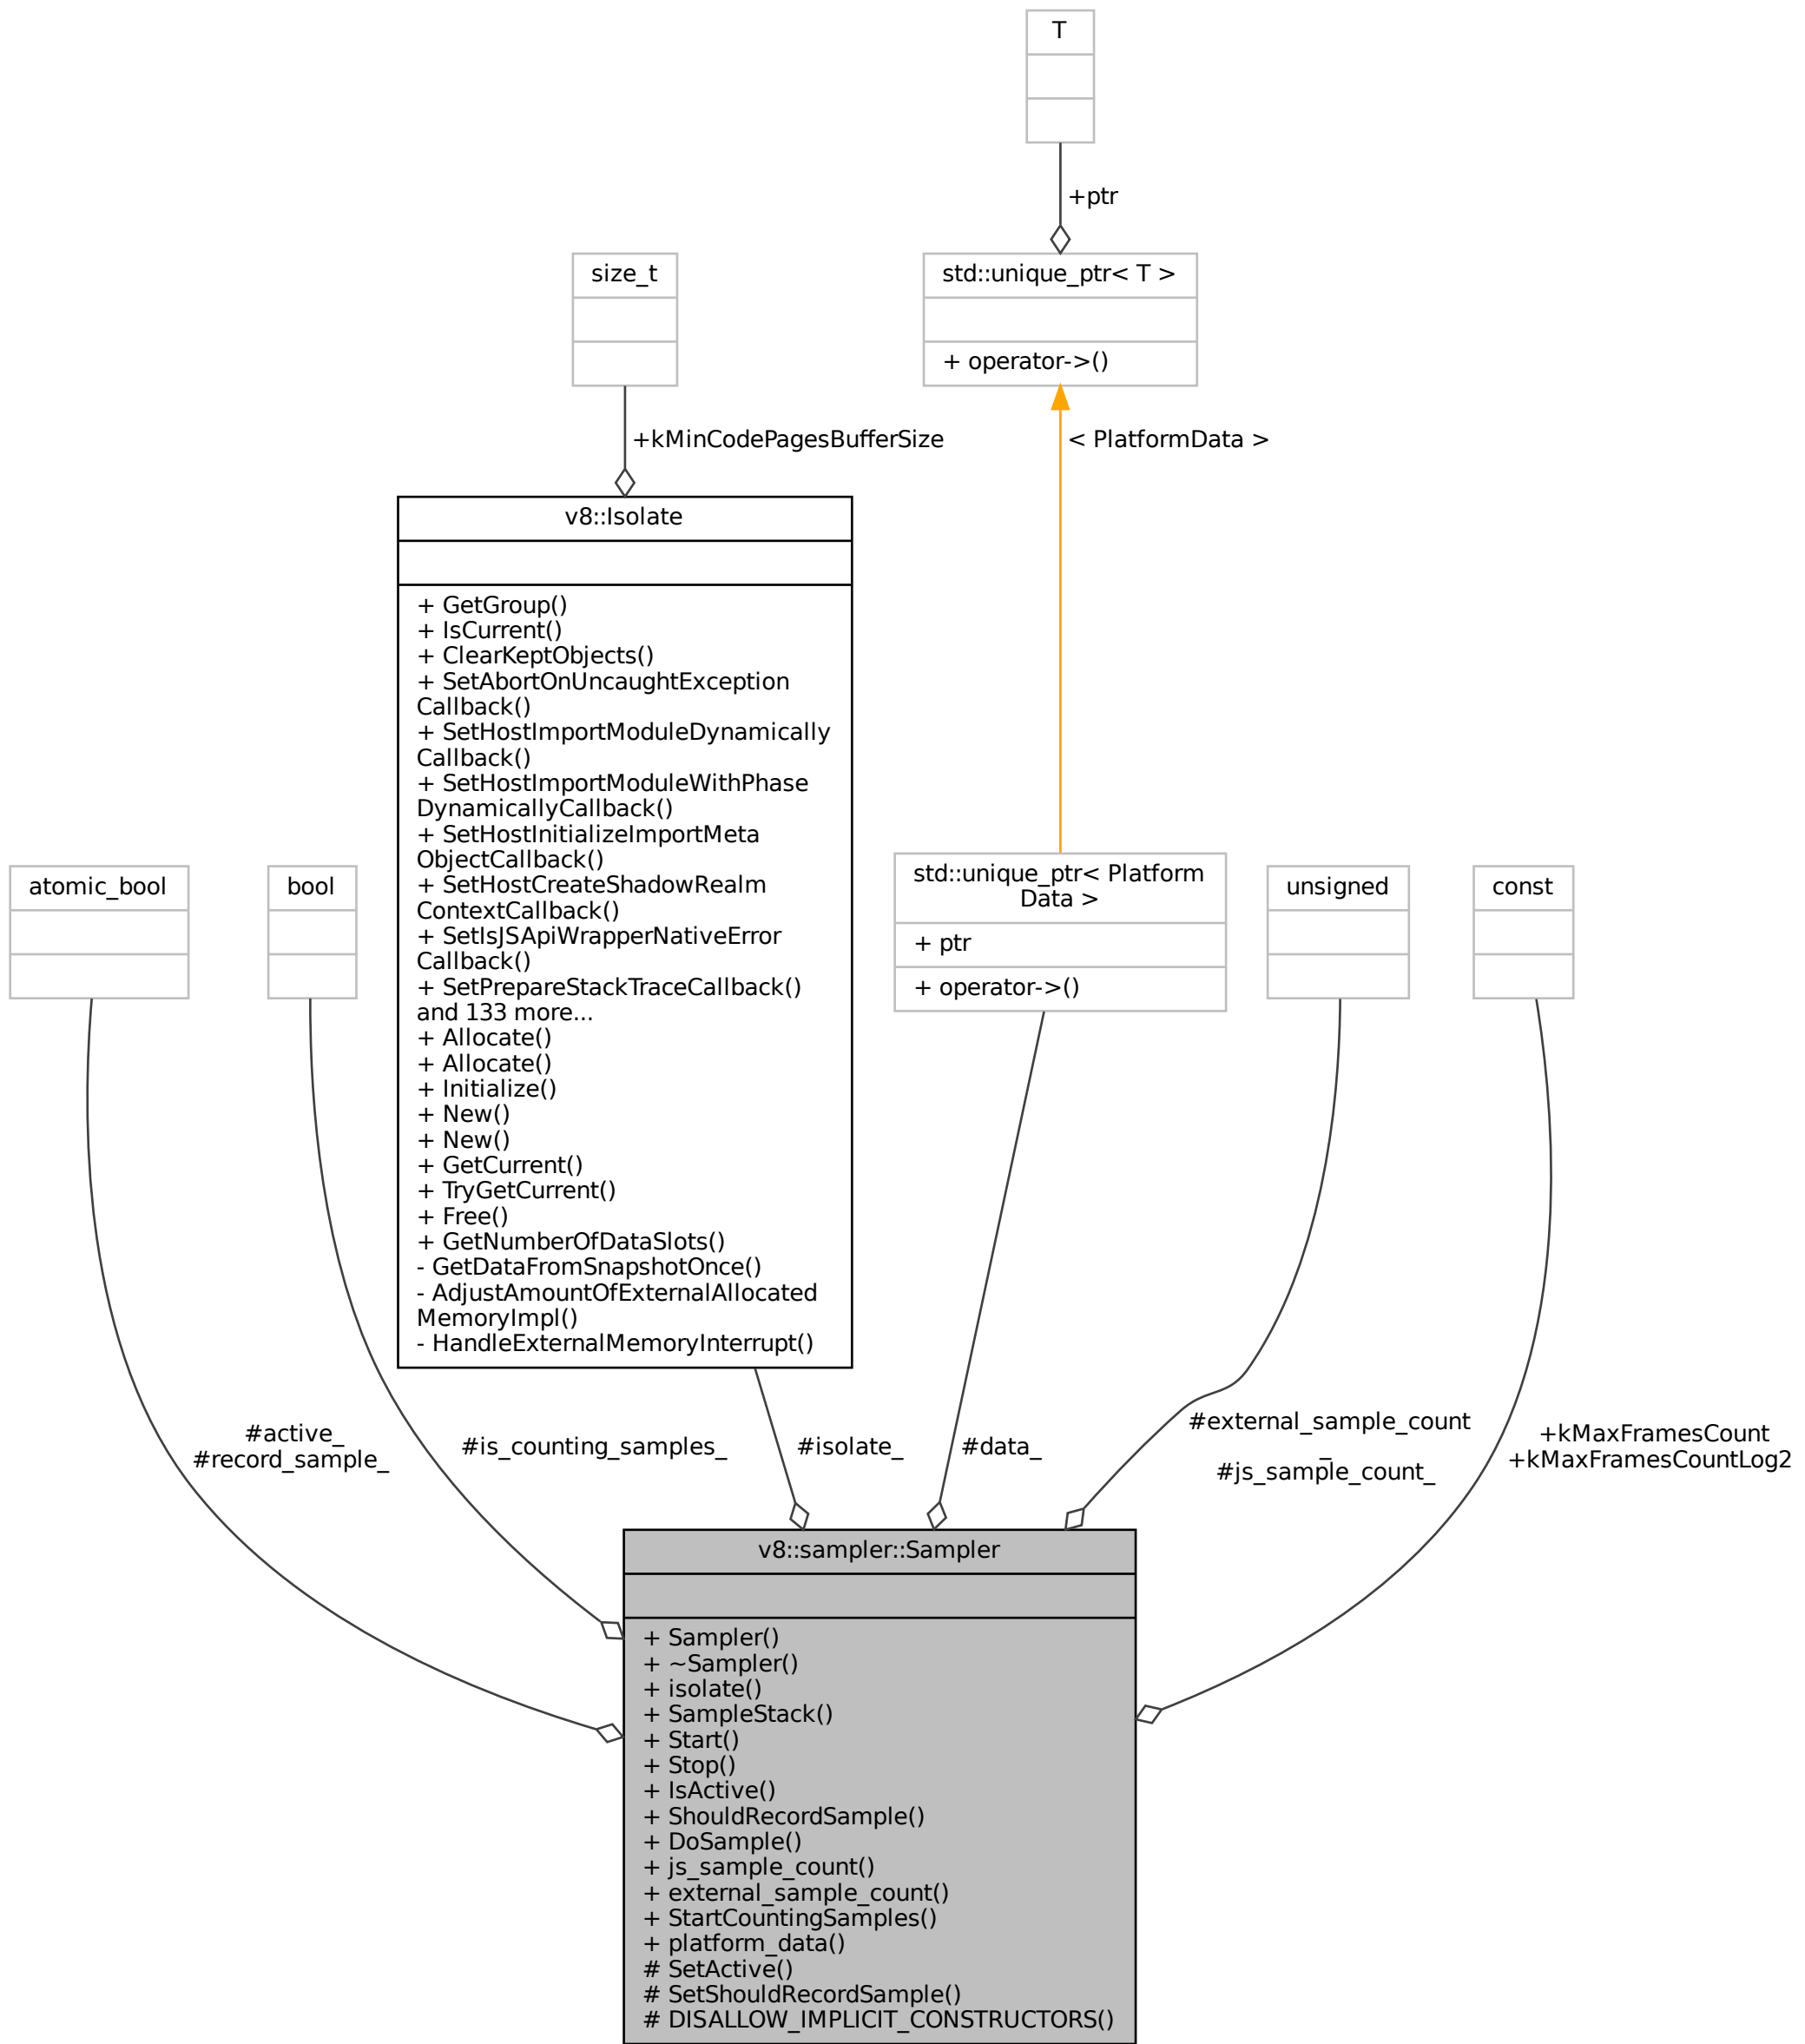 T
+ptr
size_t
std::unique_ptr< T >
+ operator->()
+kMinCodePagesBufferSize
< PlatformData >
v8::Isolate
+ GetGroup()
+ IsCurrent()
+ ClearKeptObjects()
+ SetAbortOnUncaughtException
Callback()
+ SetHostImportModuleDynamically
Callback()
+ SetHostImportModuleWithPhase
DynamicallyCallback()
+ SetHostInitializeImportMeta
ObjectCallback()
+ SetHostCreateShadowRealm
ContextCallback()
+ SetIsJSApiWrapperNativeError
Callback()
+ SetPrepareStackTraceCallback()
and 133 more...
+ Allocate()
+ Allocate()
+ Initialize()
+ New()
+ New()
+ GetCurrent()
+ TryGetCurrent()
+ Free()
+ GetNumberOfDataSlots()
- GetDataFromSnapshotOnce()
- AdjustAmountOfExternalAllocated
MemoryImpl()
- HandleExternalMemoryInterrupt()
atomic_bool
bool
std::unique_ptr< Platform
Data >
+ ptr
+ operator->()
unsigned
const
#active_
#record_sample_
#is_counting_samples_
#isolate_
#data_
#external_sample_count
_
#js_sample_count_
+kMaxFramesCount
+kMaxFramesCountLog2
v8::sampler::Sampler
+ Sampler()
+ ~Sampler()
+ isolate()
+ SampleStack()
+ Start()
+ Stop()
+ IsActive()
+ ShouldRecordSample()
+ DoSample()
+ js_sample_count()
+ external_sample_count()
+ StartCountingSamples()
+ platform_data()
# SetActive()
# SetShouldRecordSample()
# DISALLOW_IMPLICIT_CONSTRUCTORS()